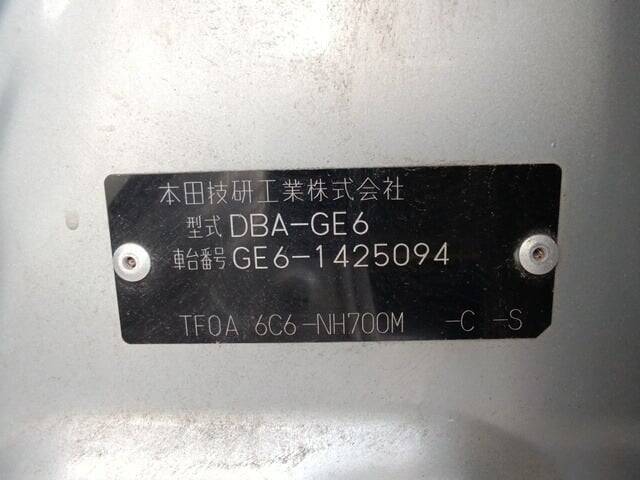 本田技研工業株式会社
型式 DBA-GE6
車台番号 GE6-1425094
TF0A 6C6-NH700M -C -S